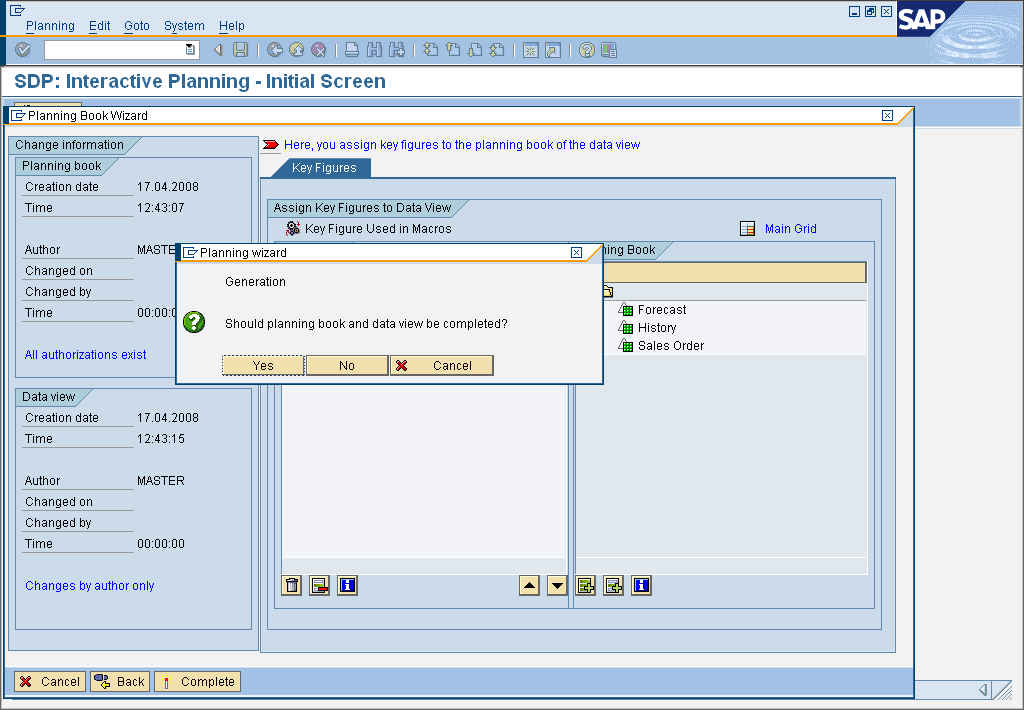 Planning Edit Goto System Help
SAP
SDP: Interactive Planning - Initial Screen
Planning Book Wizard
Change information
Planning book
Creation date 17.04.2008
Time 12:43:07
Author MASTE
Changed on
Changed by
Time 00:00:0
All authorizations exist
Data view
Creation date 17.04.2008
Time 12:43:15
Author MASTER
Changed on
Changed by
Time 00:00:00
Changes by author only
Here, you assign key figures to the planning book of the data view
Key Figures
Assign Key Figures to Data View
Key Figure Used in Macros Main Grid
ning Book
Forecast
History
Sales Order
Planning wizard
Generation
Should planning book and data view be completed?
Yes No Cancel
Cancel Back Complete